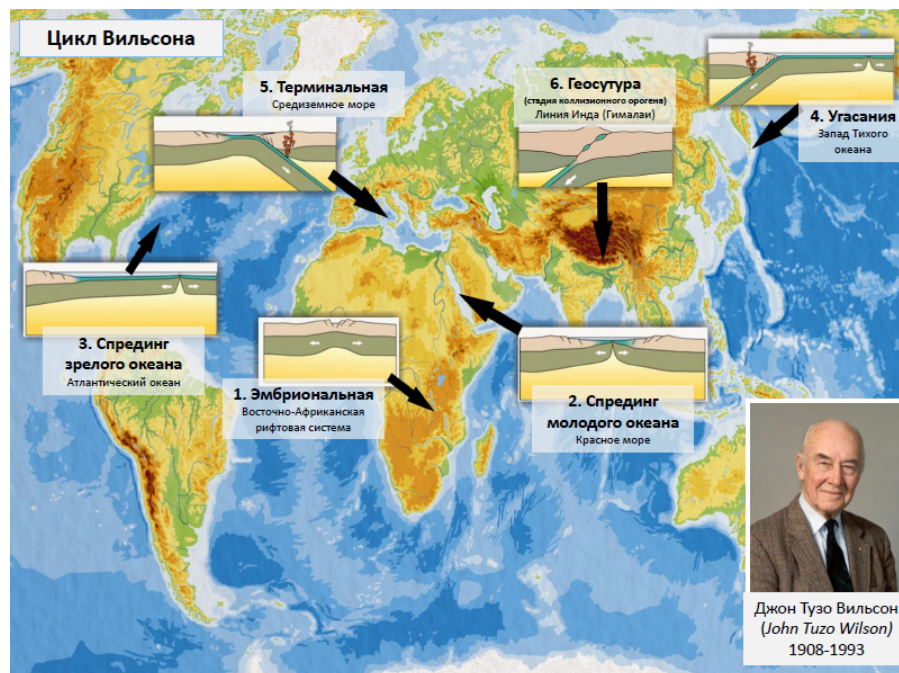 Цикл Вильсона
5. Терминальная
Средиземное море
6. Геосутура
(стадия коллизионного орогена)
Линия Инда (Гималаи)
4. Угасания
Запад Тихого
океана
3. Спрединг
зрелого океана
Атлантический океан
1. Эмбриональная
Восточно-Африканская
рифтовая система
2. Спрединг
молодого океана
Красное море
Джон Тузо Вильсон
(John Tuzo Wilson)
1908-1993